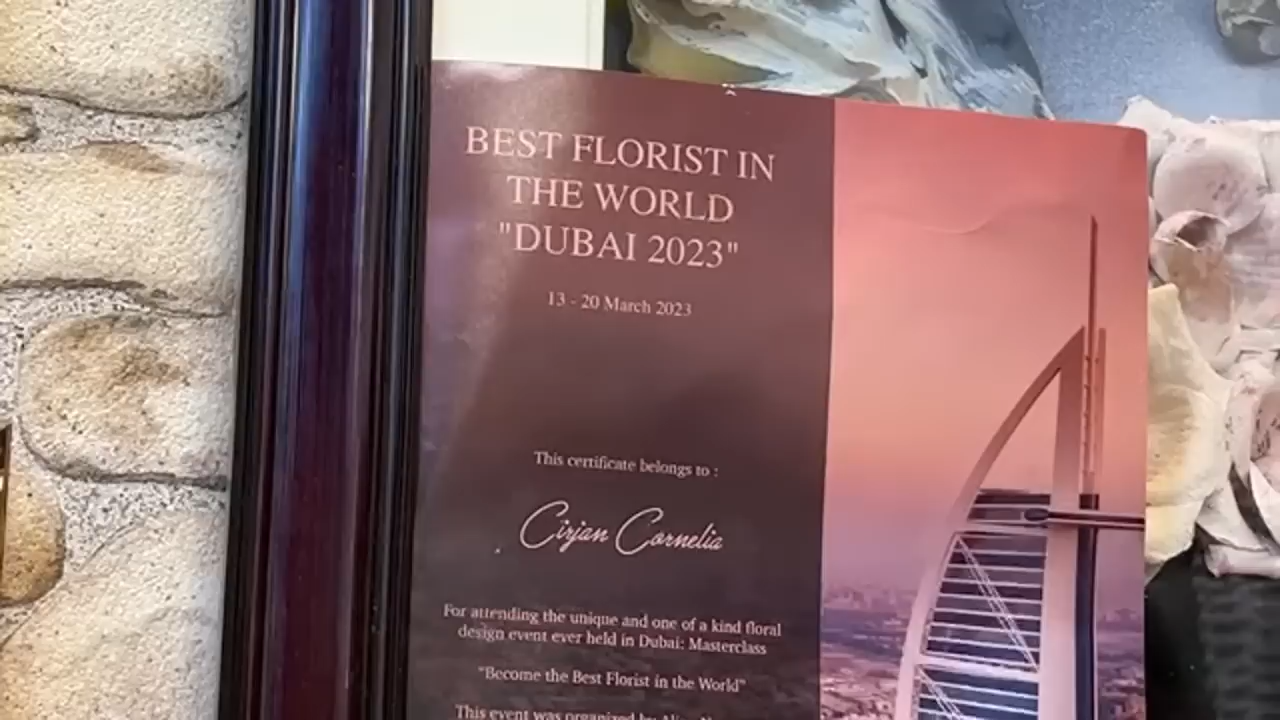 BEST FLORIST IN
THE WORLD
"DUBAI 2023"
13 - 20 March 2023
This certificate belongs to :
Cirjan Cornelia
For attending the unique and one of a kind floral
design event ever held in Dubai: Masterclass
"Become the Best Florist in the World"
This event was organized by